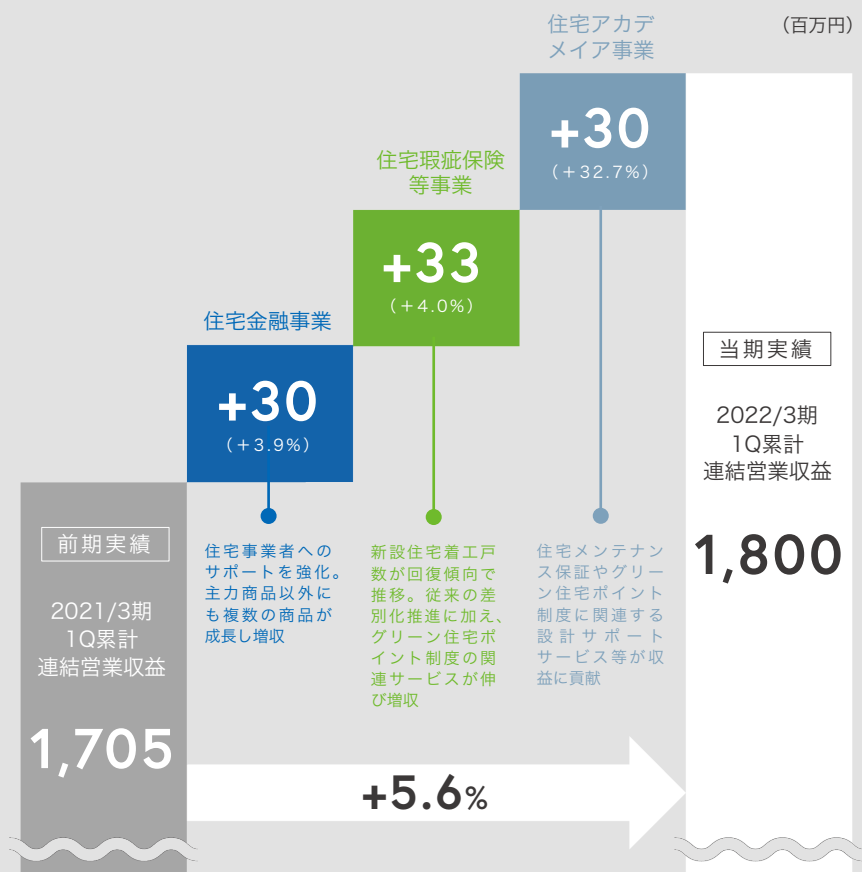 （百万円）
住宅アカデ
メイア事業
+30
（＋32.7%）
住宅瑕疵保険
等事業
+33
（＋4.0%）
住宅金融事業
+30
（＋3.9%）
前期実績
2021/3期
1Q累計
連結営業収益
1,705
住宅事業者への
サポートを強化。
主力商品以外に
も複数の商品が
成長し増収
新設住宅着工戸
数が回復傾向で
推移。従来の差
別化推進に加え、
グリーン住宅ポ
イント制度の関
連サービスが伸
び増収
住宅メンテナン
ス保証やグリー
ン住宅ポイント
制度に関連する
設計サポート
サービス等が収
益に貢献
当期実績
2022/3期
1Q累計
連結営業収益
1,800
+5.6%